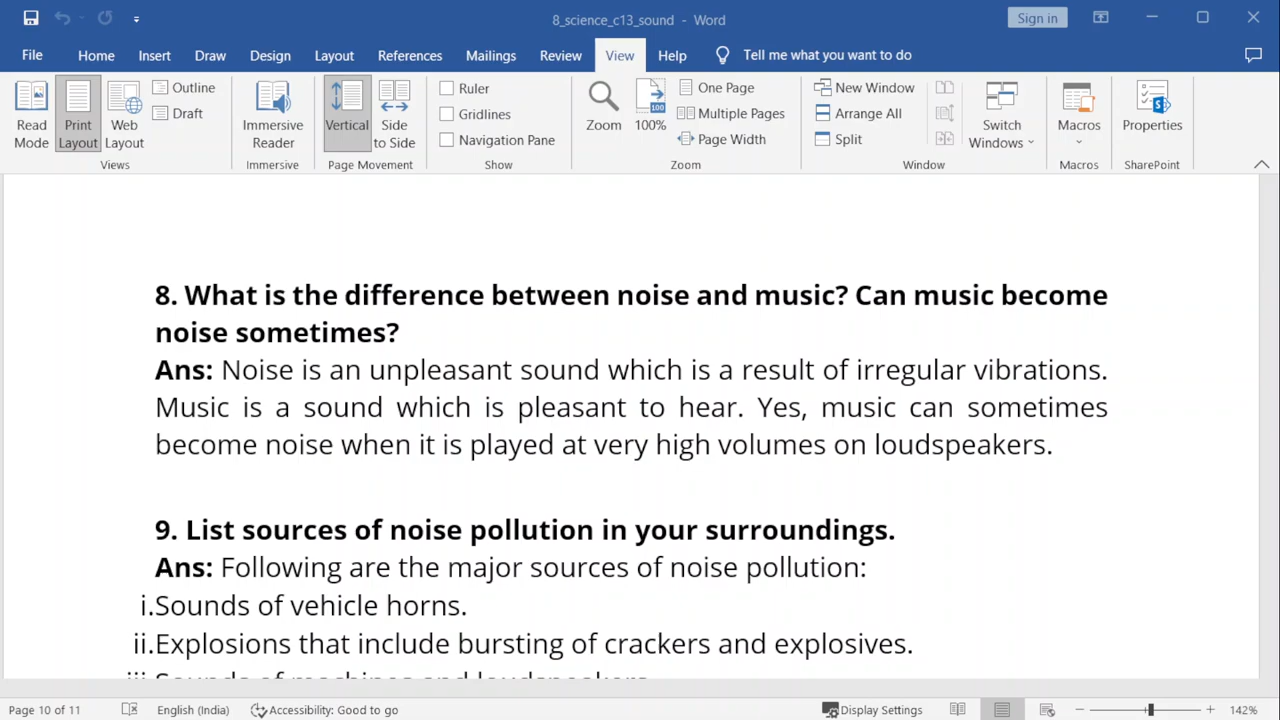 8_science_c13_sound - Word
Sign in
File Home Insert Draw Design Layout References Mailings Review View Help Tell me what you want to do
Read Mode
Print Layout
Web Layout
Outline
Draft
Views
Immersive Reader
Immersive
Vertical
Side to Side
Page Movement
Ruler
Gridlines
Navigation Pane
Show
Zoom
100
100%
One Page
Multiple Pages
Page Width
Zoom
New Window
Arrange All
Split
Switch Windows
Window
Macros
Macros
Properties
SharePoint
8. What is the difference between noise and music? Can music become
noise sometimes?
Ans: Noise is an unpleasant sound which is a result of irregular vibrations.
Music is a sound which is pleasant to hear. Yes, music can sometimes
become noise when it is played at very high volumes on loudspeakers.
9. List sources of noise pollution in your surroundings.
Ans: Following are the major sources of noise pollution:
i.Sounds of vehicle horns.
ii.Explosions that include bursting of crackers and explosives.
iii.Sounds of machines and loudspeakers.
Page 10 of 11 English (India) Accessibility: Good to go Display Settings 142%